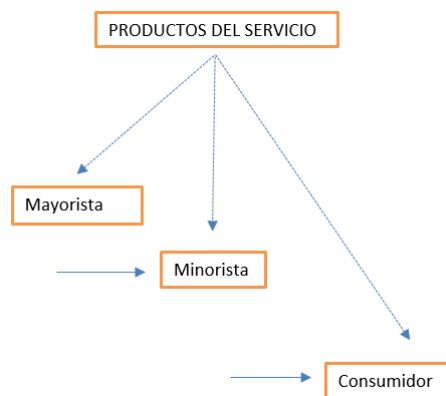 PRODUCTOS DEL SERVICIO
Mayorista
Minorista
Consumidor